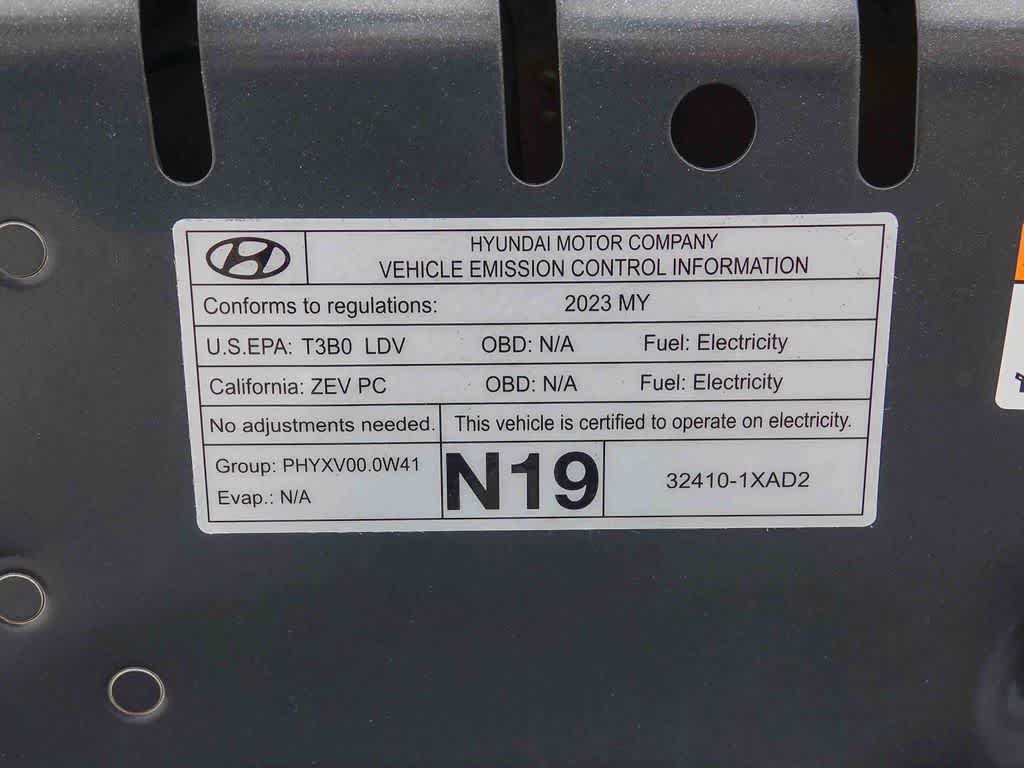 HYUNDAI MOTOR COMPANY
VEHICLE EMISSION CONTROL INFORMATION
Conforms to regulations: 2023 MY
U.S.EPA: T3B0 LDV OBD: N/A Fuel: Electricity
California: ZEV PC OBD: N/A Fuel: Electricity
No adjustments needed. This vehicle is certified to operate on electricity.
Group: PHYXV00.0W41
Evap.: N/A
N19
32410-1XAD2